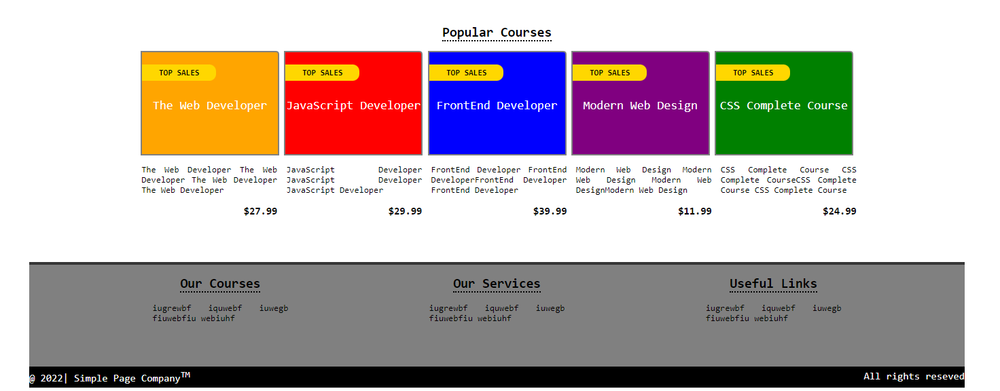 Popular Courses
TOP SALES TOP SALES TOP SALES TOP SALES TOP SALES
The Web Developer JavaScript Developer FrontEnd Developer Modern Web Design CSS Complete Course
The Web Developer The Web
Developer The Web Developer
The Web Developer
JavaScript Developer
JavaScript Developer
JavaScript Developer
FrontEnd Developer FrontEnd
DeveloperFrontEnd Developer
FrontEnd Developer
Modern Web Design Modern
Web Design Modern Web
DesignModern Web Design
CSS Complete Course CSS
Complete CourseCSS Complete
Course CSS Complete Course
$27.99 $29.99 $39.99 $11.99 $24.99
Our Courses
iugrewbf iquwebf iuwegb
fiuwebfiu webiuhf
Our Services
iugrewbf iquwebf iuwegb
fiuwebfiu webiuhf
Useful Links
iugrewbf iquwebf iuwegb
fiuwebfiu webiuhf
@ 2022| Simple Page CompanyTM All rights reseved